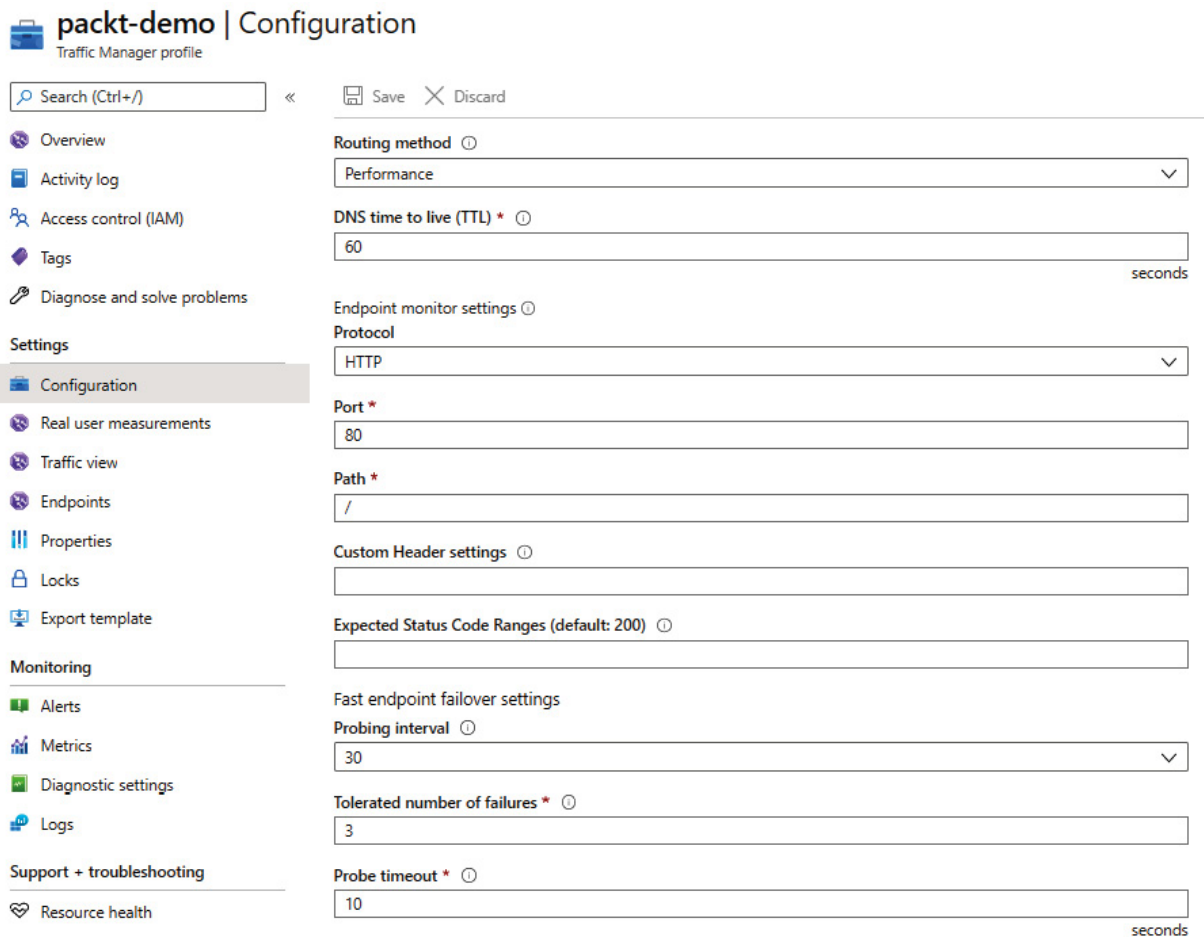 packt-demo | Configuration
Traffic Manager profile
Search (Ctrl+/)
«
Overview
Activity log
Access control (IAM)
Tags
Diagnose and solve problems
Settings
Configuration
Real user measurements
Traffic view
Endpoints
Properties
Locks
Export template
Monitoring
Alerts
Metrics
Diagnostic settings
Logs
Support + troubleshooting
Resource health
Save Discard
Routing method
Performance
DNS time to live (TTL) *
60
seconds
Endpoint monitor settings
Protocol
HTTP
Port *
80
Path *
/
Custom Header settings
Expected Status Code Ranges (default: 200)
Fast endpoint failover settings
Probing interval
30
Tolerated number of failures *
3
Probe timeout *
10
seconds